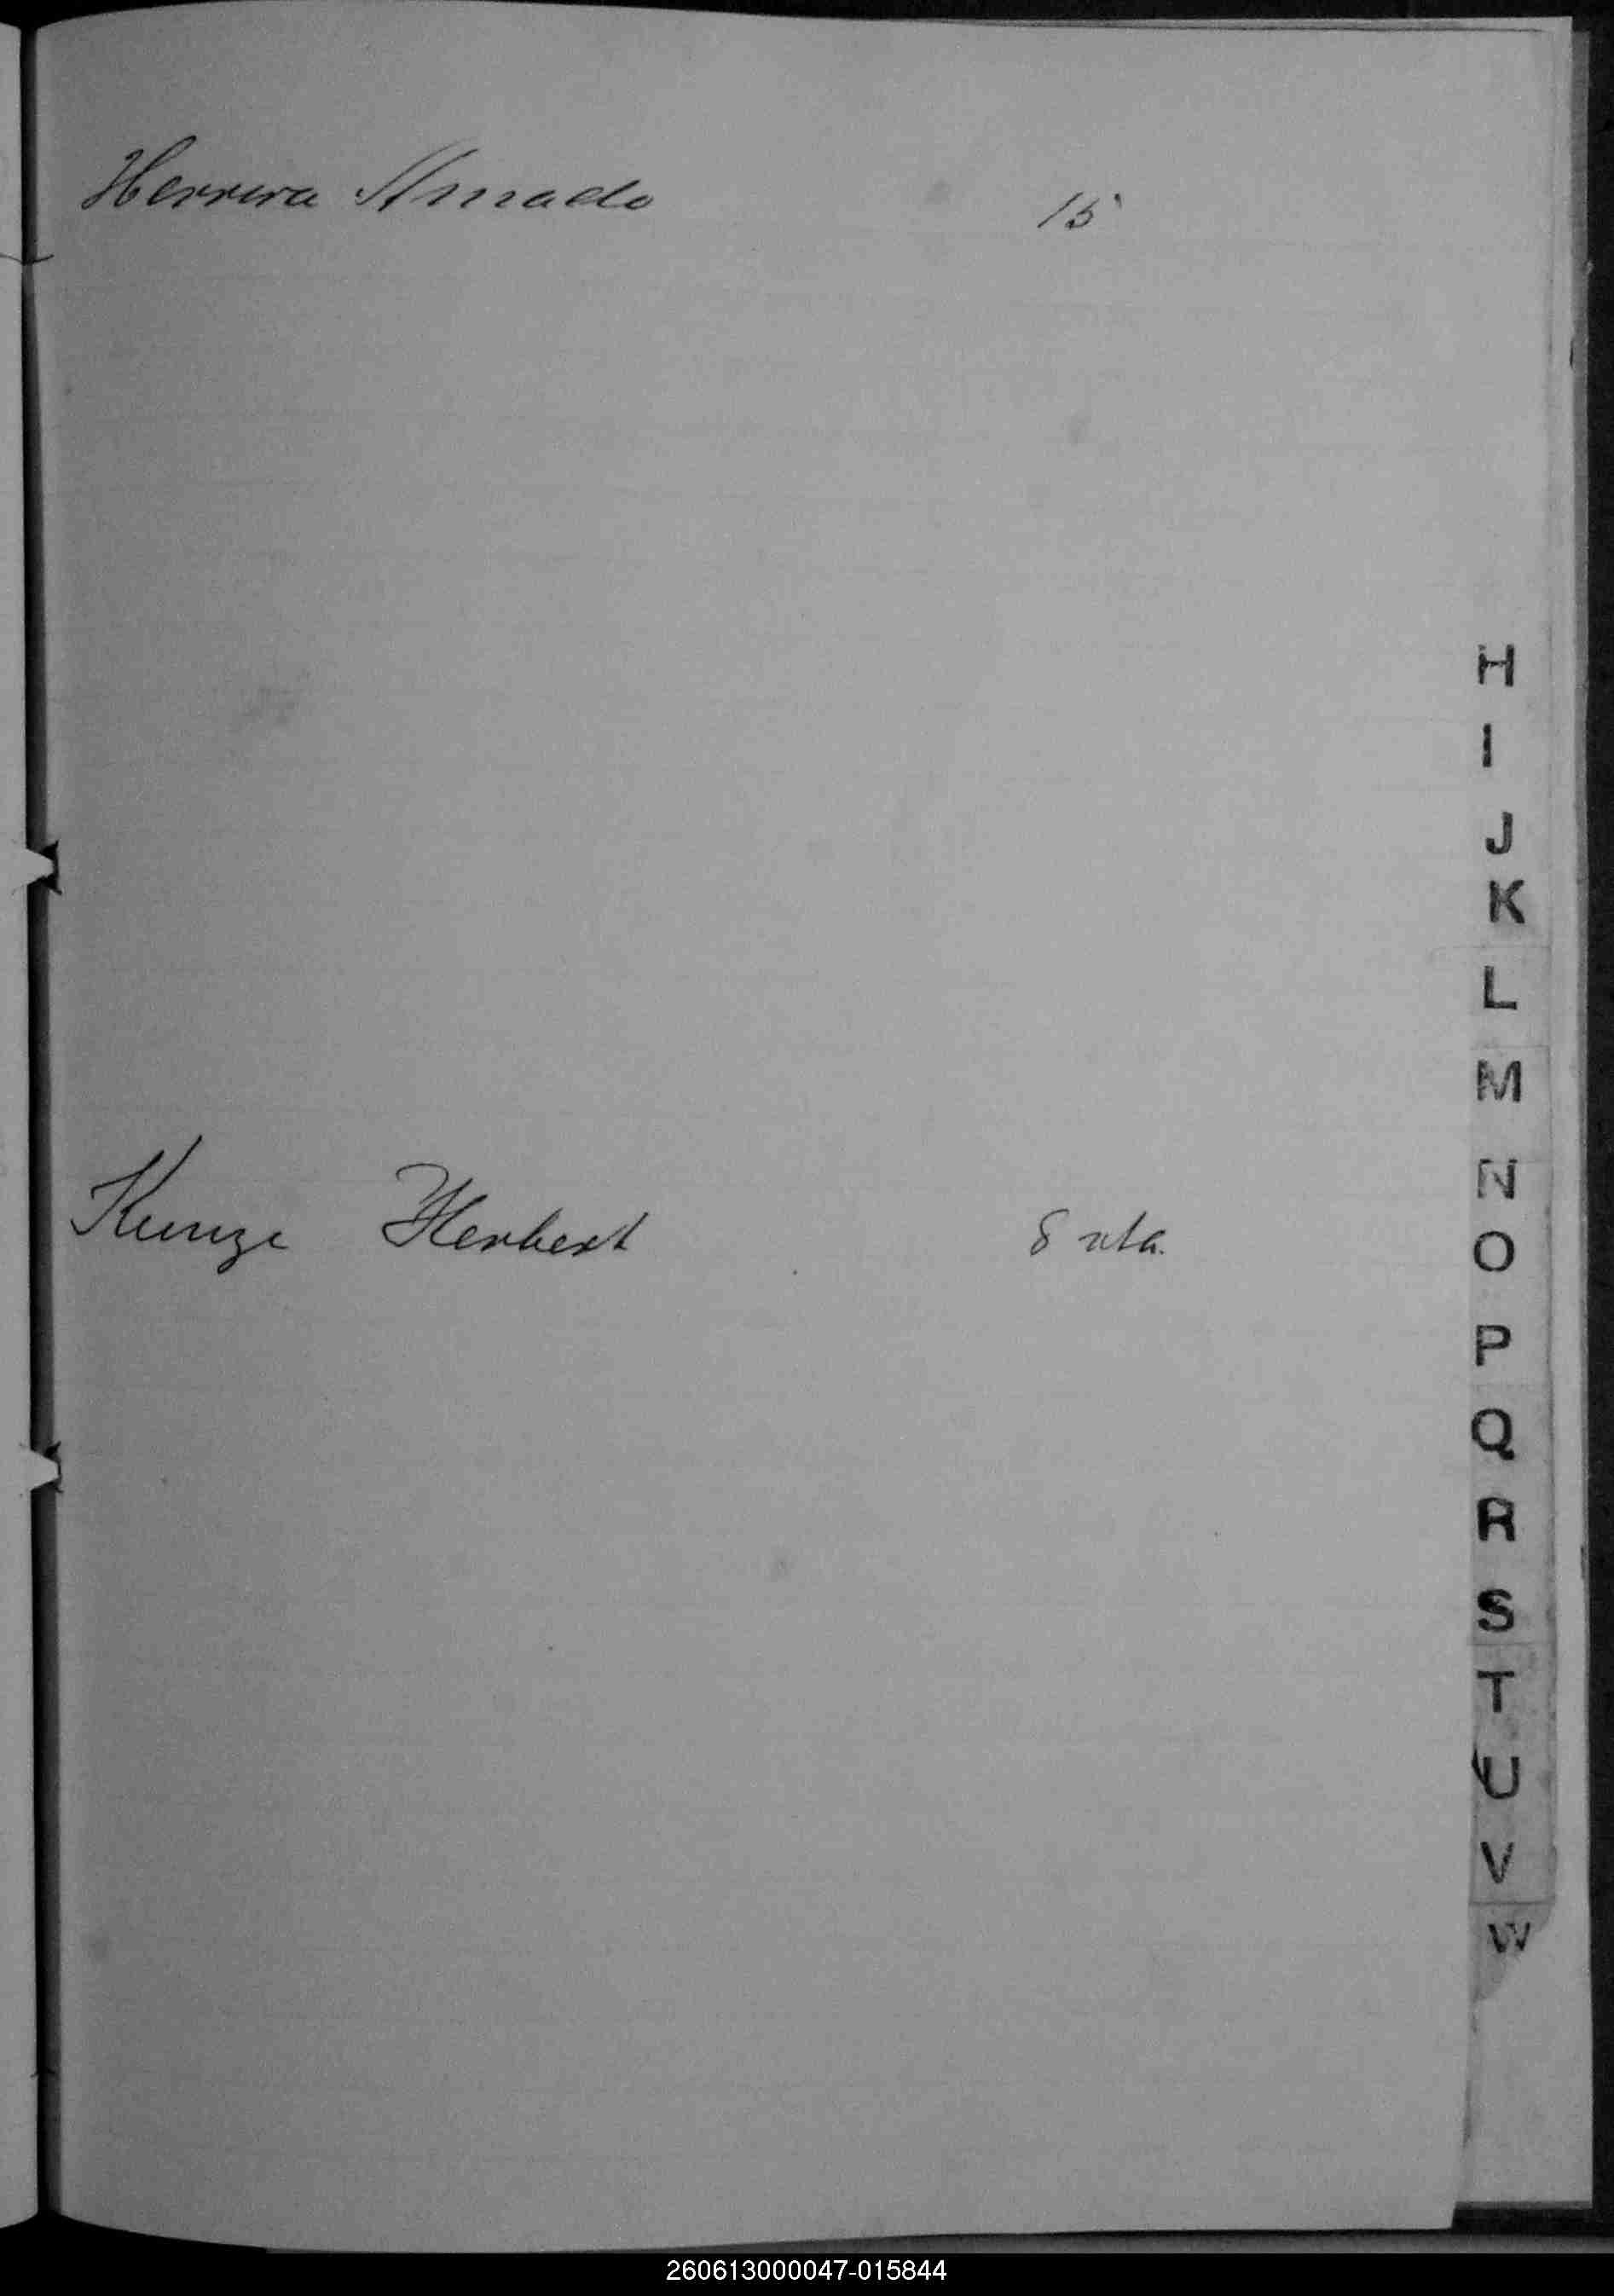 Herrera Amado 15
Kunze Herbert 8 vta.
H
I
J
K
L
M
N
O
P
Q
R
S
T
U
V
W
260613000047-015844